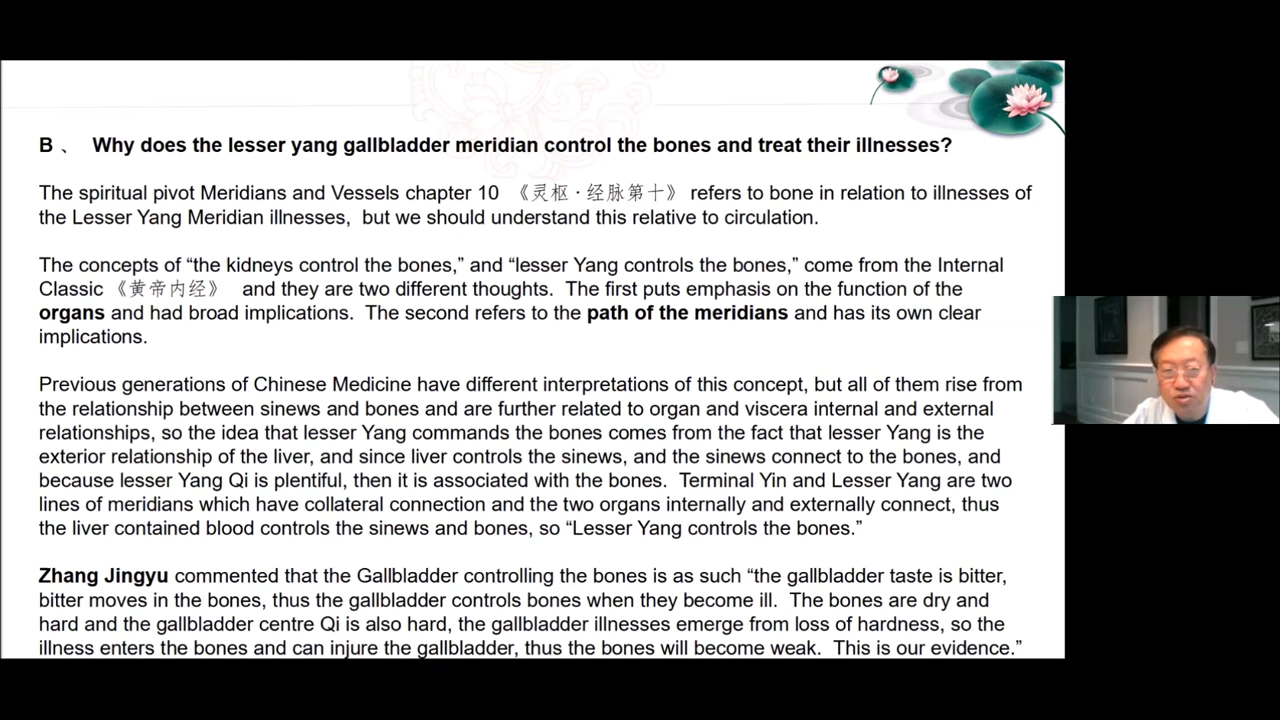 B 、 Why does the lesser yang gallbladder meridian control the bones and treat their illnesses?
The spiritual pivot Meridians and Vessels chapter 10 《灵枢·经脉第十》 refers to bone in relation to illnesses of
the Lesser Yang Meridian illnesses, but we should understand this relative to circulation.
The concepts of “the kidneys control the bones,” and “lesser Yang controls the bones,” come from the Internal
Classic 《黄帝内经》 and they are two different thoughts. The first puts emphasis on the function of the
organs and had broad implications. The second refers to the path of the meridians and has its own clear
implications.
Previous generations of Chinese Medicine have different interpretations of this concept, but all of them rise from
the relationship between sinews and bones and are further related to organ and viscera internal and external
relationships, so the idea that lesser Yang commands the bones comes from the fact that lesser Yang is the
exterior relationship of the liver, and since liver controls the sinews, and the sinews connect to the bones, and
because lesser Yang Qi is plentiful, then it is associated with the bones. Terminal Yin and Lesser Yang are two
lines of meridians which have collateral connection and the two organs internally and externally connect, thus
the liver contained blood controls the sinews and bones, so “Lesser Yang controls the bones.”
Zhang Jingyu commented that the Gallbladder controlling the bones is as such “the gallbladder taste is bitter,
bitter moves in the bones, thus the gallbladder controls bones when they become ill. The bones are dry and
hard and the gallbladder centre Qi is also hard, the gallbladder illnesses emerge from loss of hardness, so the
illness enters the bones and can injure the gallbladder, thus the bones will become weak. This is our evidence.”